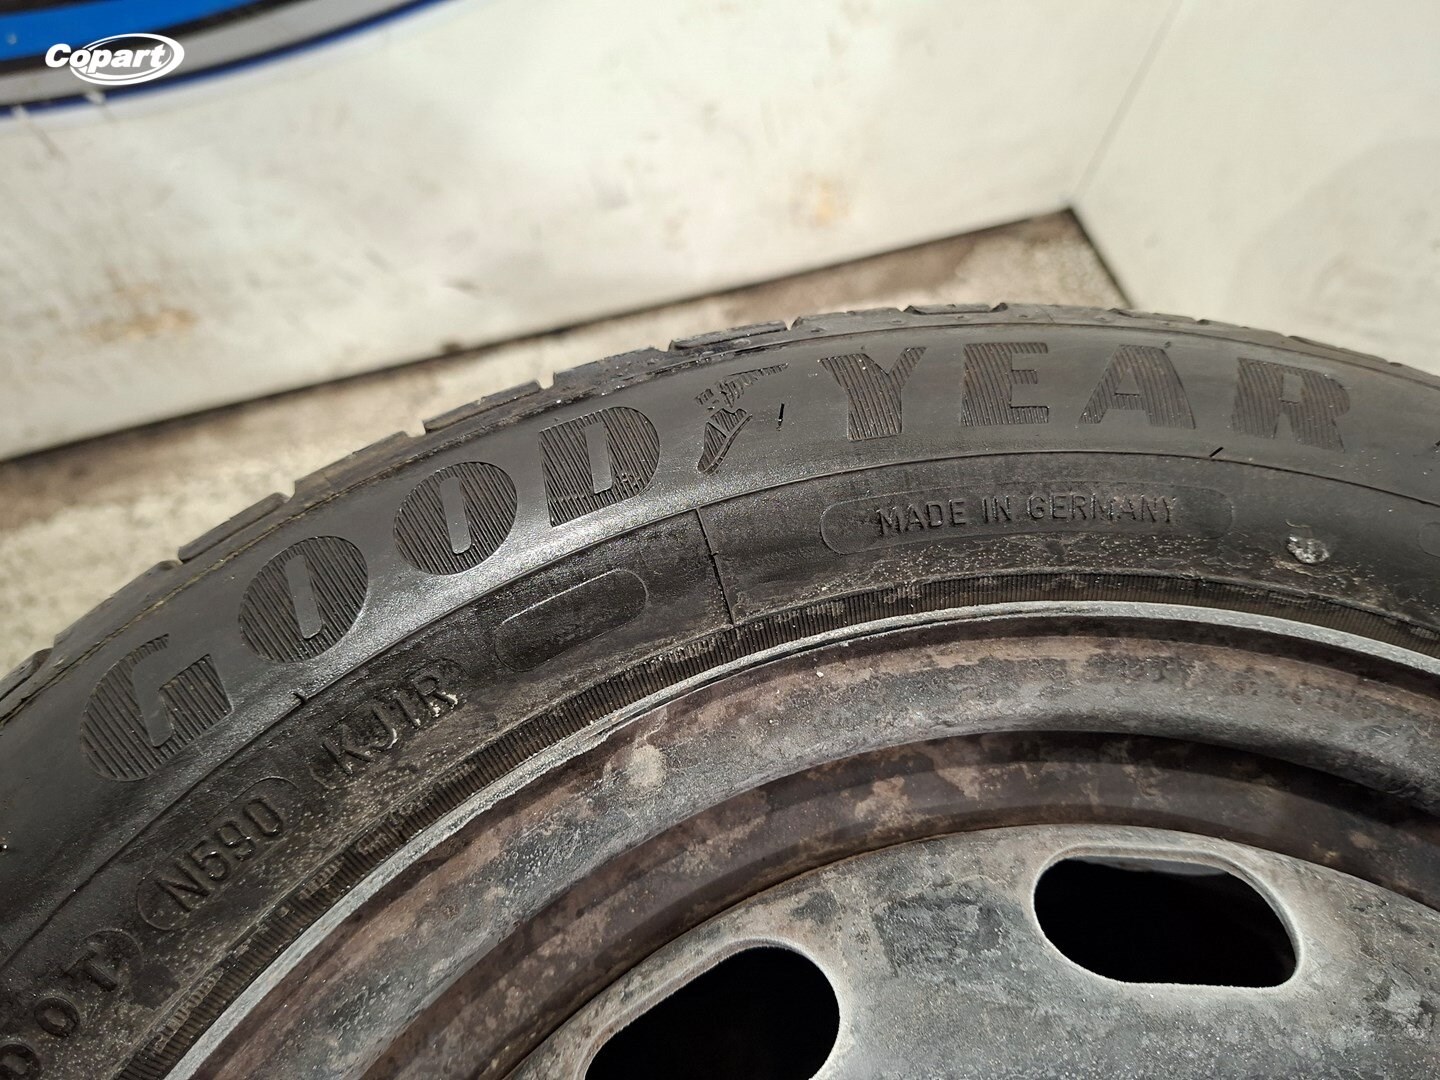 Copart
GOODYEAR
MADE IN GERMANY
DOT N590 KJ1R